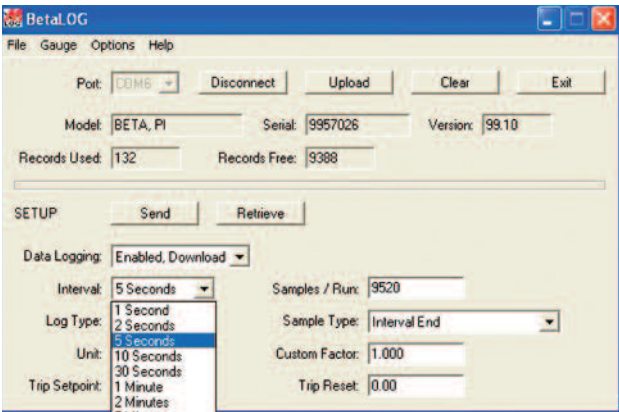 BetaLOG
File Gauge Options Help
Port: COM6 Disconnect Upload Clear Exit
Model: BETA, PI Serial: 9957026 Version: 99.10
Records Used: 132 Records Free: 9388
SETUP Send Retrieve
Data Logging: Enabled, Download
Interval: 5 Seconds Samples / Run: 9520
1 Second
Log Type: 2 Seconds Sample Type: Interval End
5 Seconds
Unit: 10 Seconds Custom Factor: 1.000
30 Seconds
Trip Setpoint: 1 Minute Trip Reset: 0.00
2 Minutes